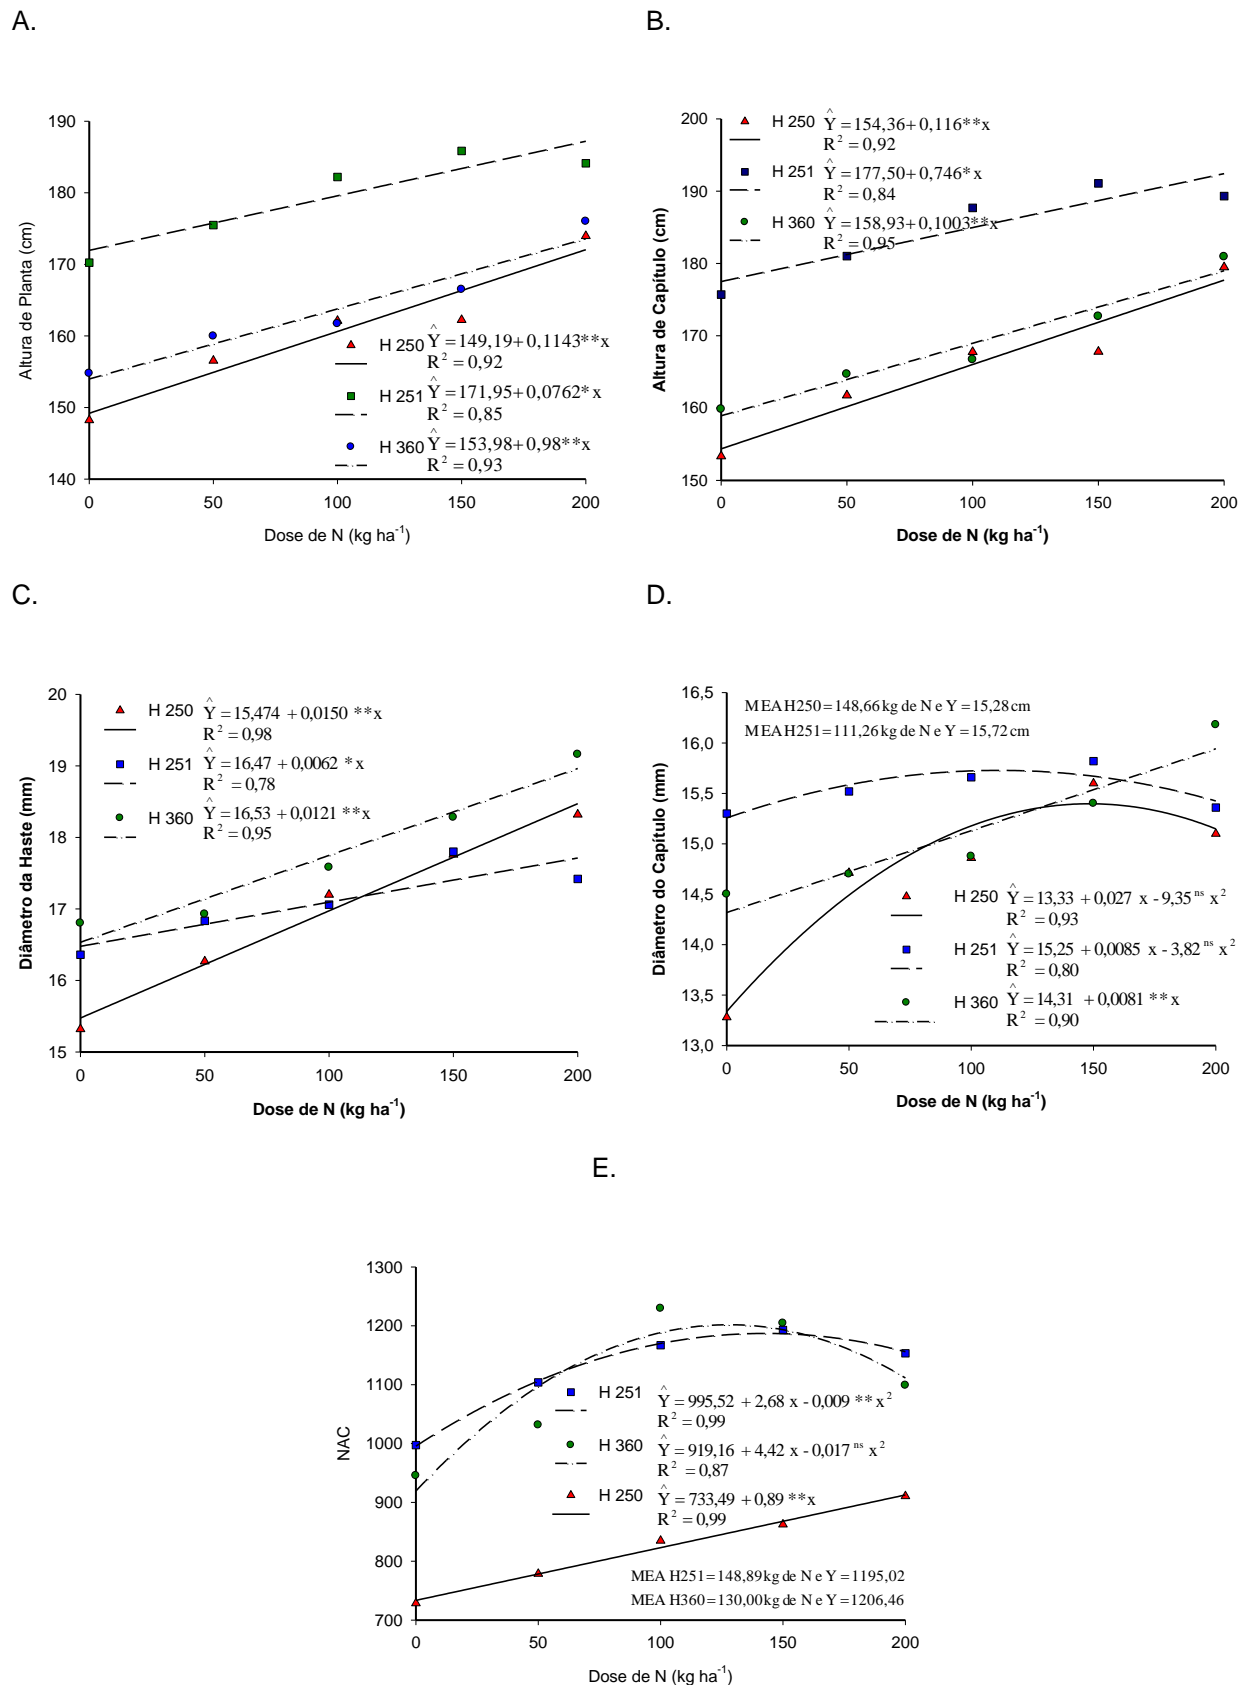 A.
190
180
170
160
150
140
0 50 100 150 200
Altura de Planta (cm)
Dose de N (kg ha-1)
H 250 Ŷ = 149,19 + 0,1143**x
R2 = 0,92
H 251 Ŷ = 171,95 + 0,0762*x
R2 = 0,85
H 360 Ŷ = 153,98 + 0,98**x
R2 = 0,93
B.
200
190
180
170
160
150
0 50 100 150 200
Altura de Capítulo (cm)
Dose de N (kg ha-1)
H 250 Ŷ = 154,36 + 0,116**x
R2 = 0,92
H 251 Ŷ = 177,50 + 0,746*x
R2 = 0,84
H 360 Ŷ = 158,93 + 0,1003**x
R2 = 0,95
C.
20
19
18
17
16
15
0 50 100 150 200
Diâmetro da Haste (mm)
Dose de N (kg ha-1)
H 250 Ŷ = 15,474 + 0,0150 **x
R2 = 0,98
H 251 Ŷ = 16,47 + 0,0062 *x
R2 = 0,78
H 360 Ŷ = 16,53 + 0,0121 **x
R2 = 0,95
D.
16,5
16,0
15,5
15,0
14,5
14,0
13,5
13,0
0 50 100 150 200
Diâmetro do Capítulo (mm)
Dose de N (kg ha-1)
MEA H250 = 148,66 kg de N e Y = 15,28 cm
MEA H251 = 111,26 kg de N e Y = 15,72 cm
H 250 Ŷ = 13,33 + 0,027 x - 9,35 ns x2
R2 = 0,93
H 251 Ŷ = 15,25 + 0,0085 x - 3,82 ns x2
R2 = 0,80
H 360 Ŷ = 14,31 + 0,0081 **x
R2 = 0,90
E.
1300
1200
1100
1000
900
800
700
0 50 100 150 200
NAC
Dose de N (kg ha-1)
H 251 Ŷ = 995,52 + 2,68 x - 0,009 ** x2
R2 = 0,99
H 360 Ŷ = 919,16 + 4,42 x - 0,017 ns x2
R2 = 0,87
H 250 Ŷ = 733,49 + 0,89 **x
R2 = 0,99
MEA H251 = 148,89 kg de N e Y = 1195,02
MEA H360 = 130,00 kg de N e Y = 1206,46